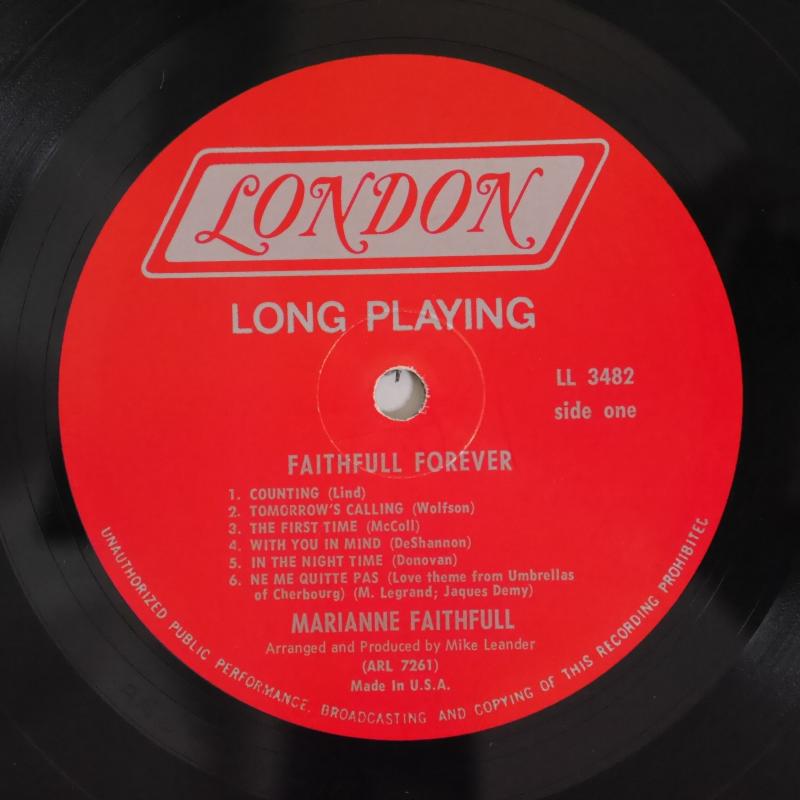 LONDON
LONG PLAYING
LL 3482
side one
FAITHFULL FOREVER
1. COUNTING (Lind)
2. TOMORROW'S CALLING (Wolfson)
3. THE FIRST TIME (McColl)
4. WITH YOU IN MIND (DeShannon)
5. IN THE NIGHT TIME (Donovan)
6. NE ME QUITTE PAS (Love theme from Umbrellas
of Cherbourg) (M. Legrand; Jaques Demy)
MARIANNE FAITHFULL
Arranged and Produced by Mike Leander
(ARL 7261)
Made In U.S.A.
UNAUTHORIZED PUBLIC PERFORMANCE, BROADCASTING AND COPYING OF THIS RECORDING PROHIBITED